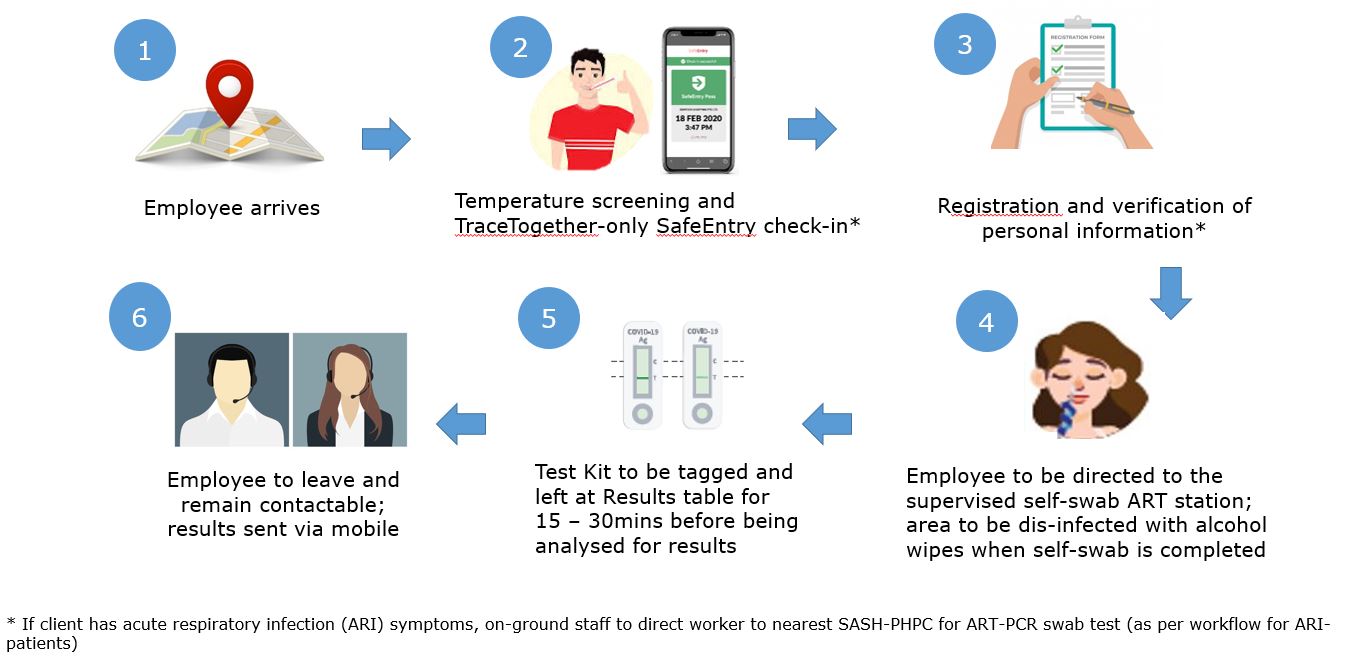 1
2
3
SafeEntry
Check-in successful!
SafeEntry Pass
18 FEB 2020
3:47 PM
REGISTRATION FORM
Employee arrives
Temperature screening and
TraceTogether-only SafeEntry check-in*
Registration and verification of
personal information*
6
5
4
COVID-19
Ag
C
T
COVID-19
Ag
C
T
Employee to leave and
remain contactable;
results sent via mobile
Test Kit to be tagged and
left at Results table for
15 – 30mins before being
analysed for results
Employee to be directed to the
supervised self-swab ART station;
area to be dis-infected with alcohol
wipes when self-swab is completed
* If client has acute respiratory infection (ARI) symptoms, on-ground staff to direct worker to nearest SASH-PHPC for ART-PCR swab test (as per workflow for ARI-
patients)